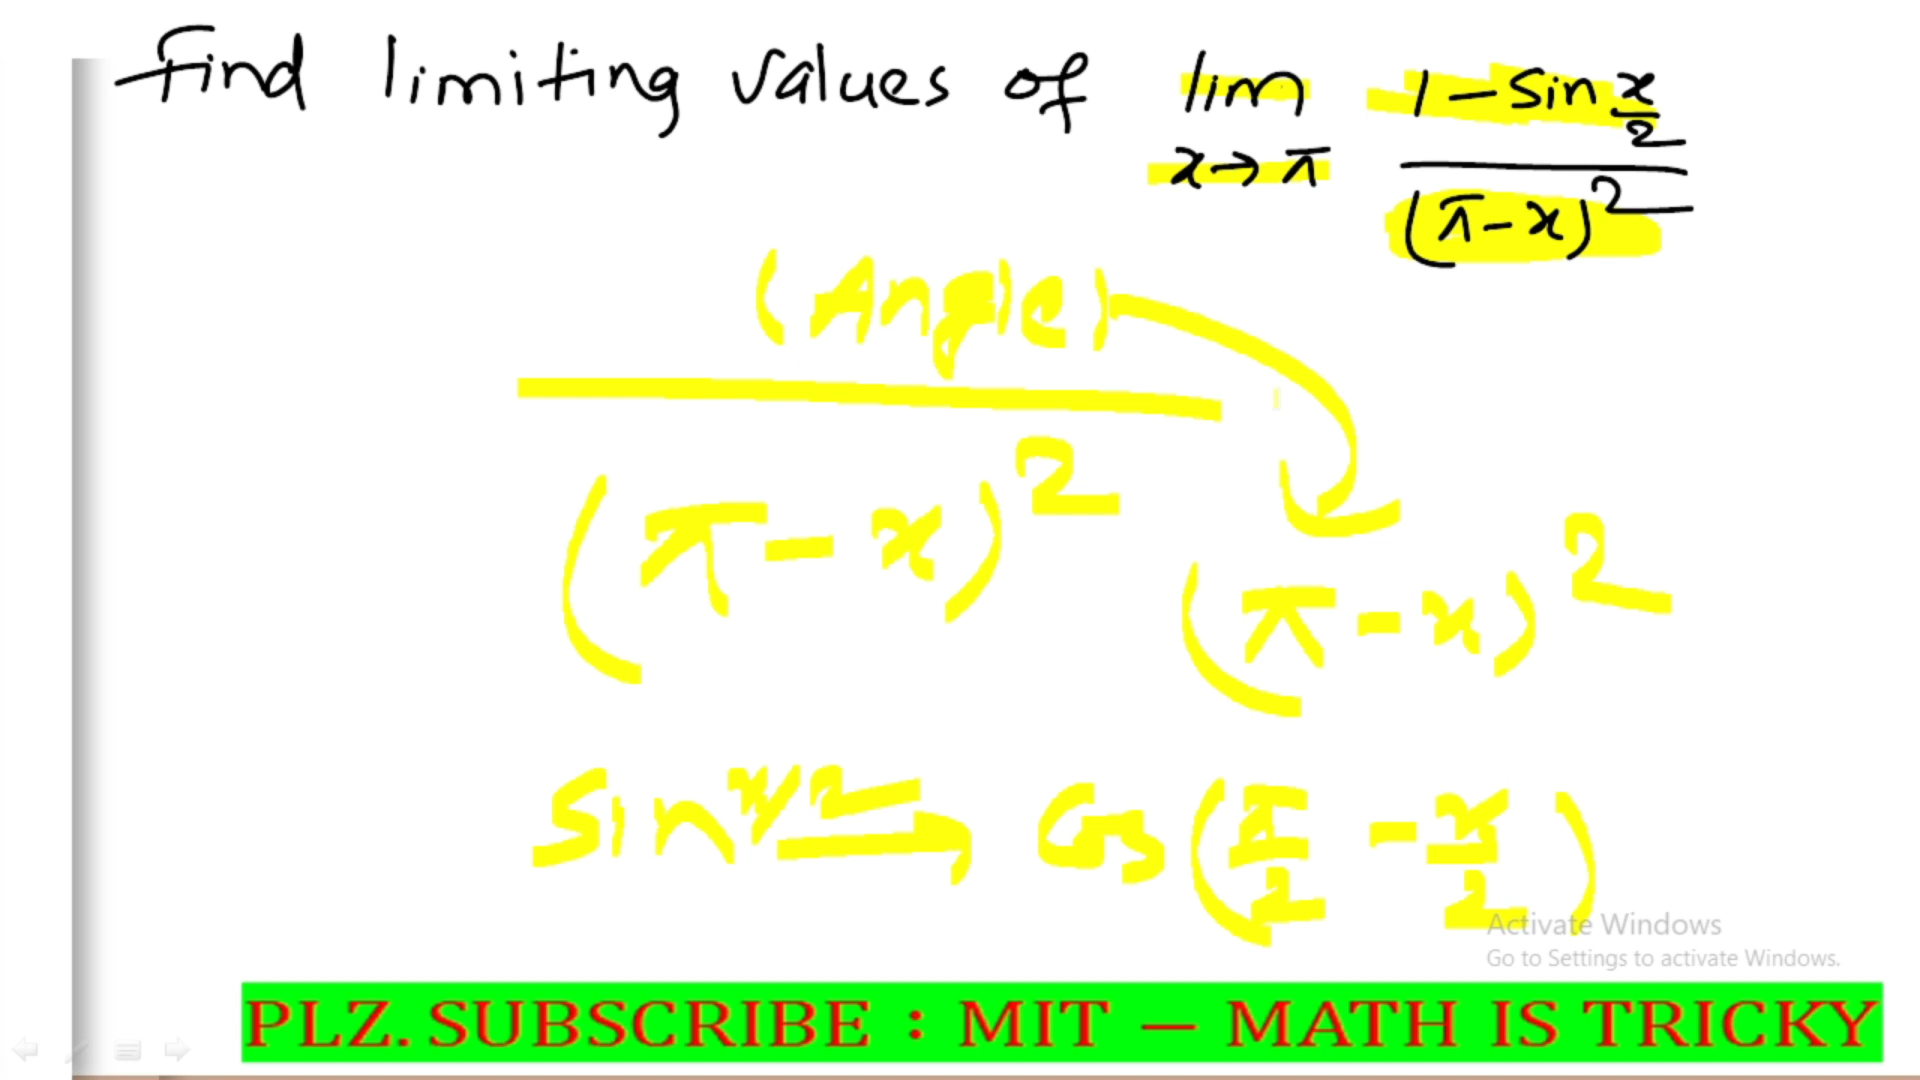 Find limiting values of lim 1 - sin x/2
x → π (π - x)²
(Angle)
(π - x)²
(π - x)²
Sin x/2 → Cos (π/2 - x/2)
Activate Windows
Go to Settings to activate Windows.
PLZ. SUBSCRIBE : MIT – MATH IS TRICKY